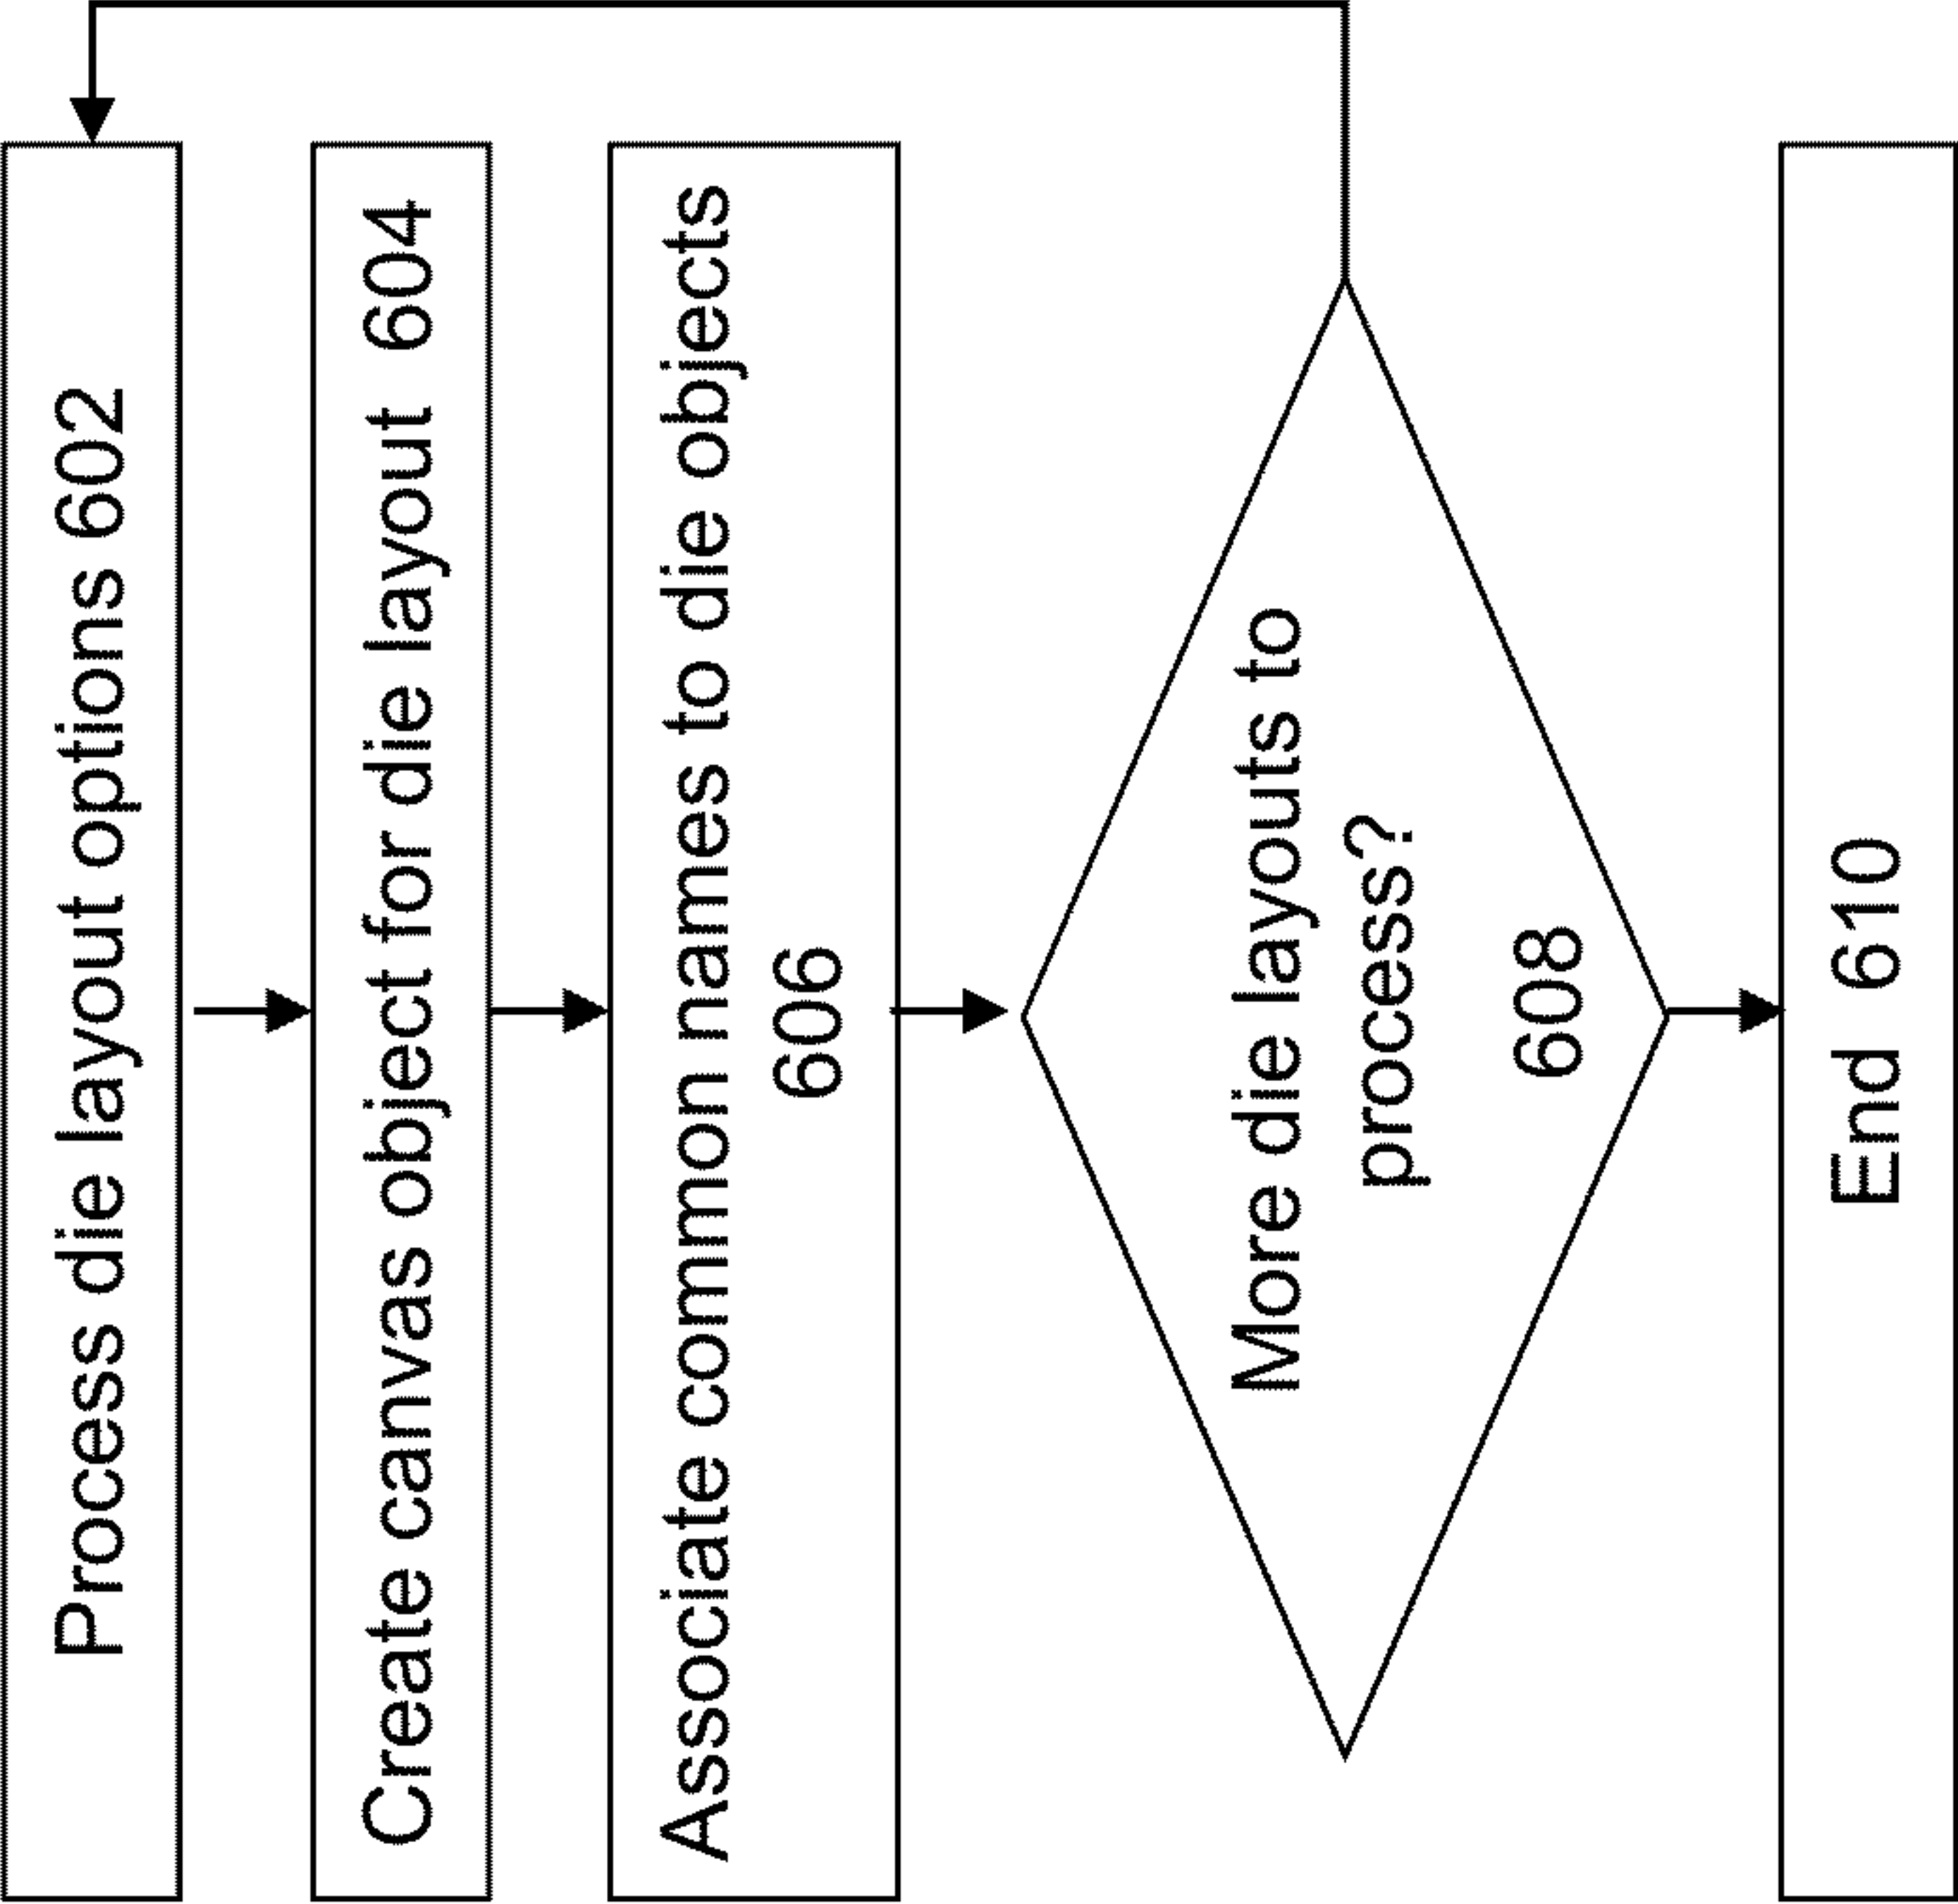 Process die layout options 602
Create canvas object for die layout 604
Associate common names to die objects
606
More die layouts to
process?
608
End 610